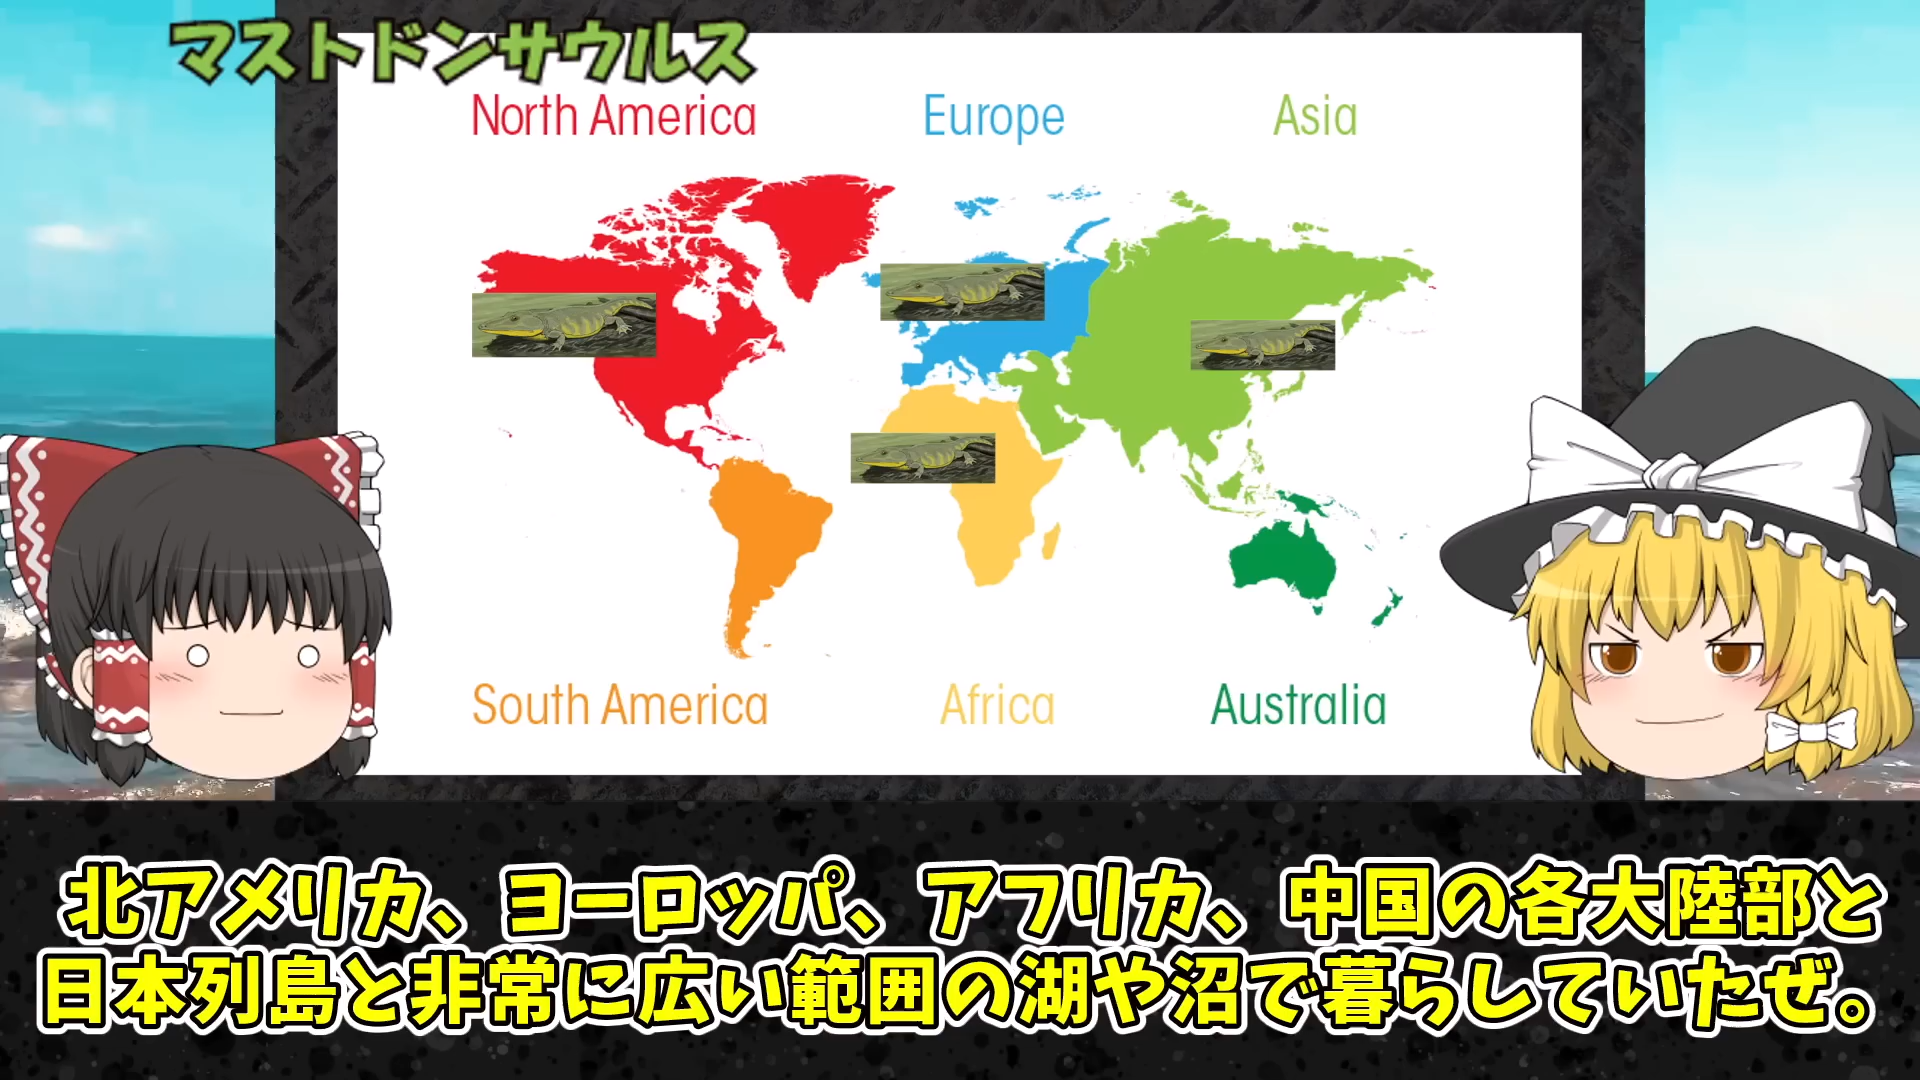 マストドンサウルス
North America
Europe
Asia
South America
Africa
Australia
北アメリカ、ヨーロッパ、アフリカ、中国の各大陸部と
日本列島と非常に広い範囲の湖や沼で暮らしていたぜ。